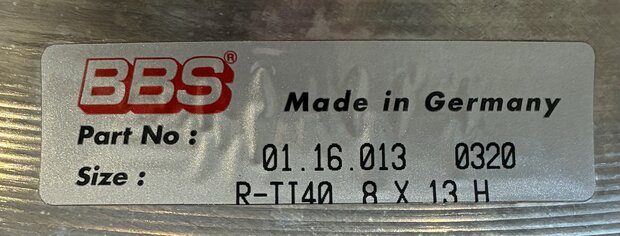 BBS®
Made in Germany
Part No : 01.16.013 0320
Size : R-TI40 8 X 13 H